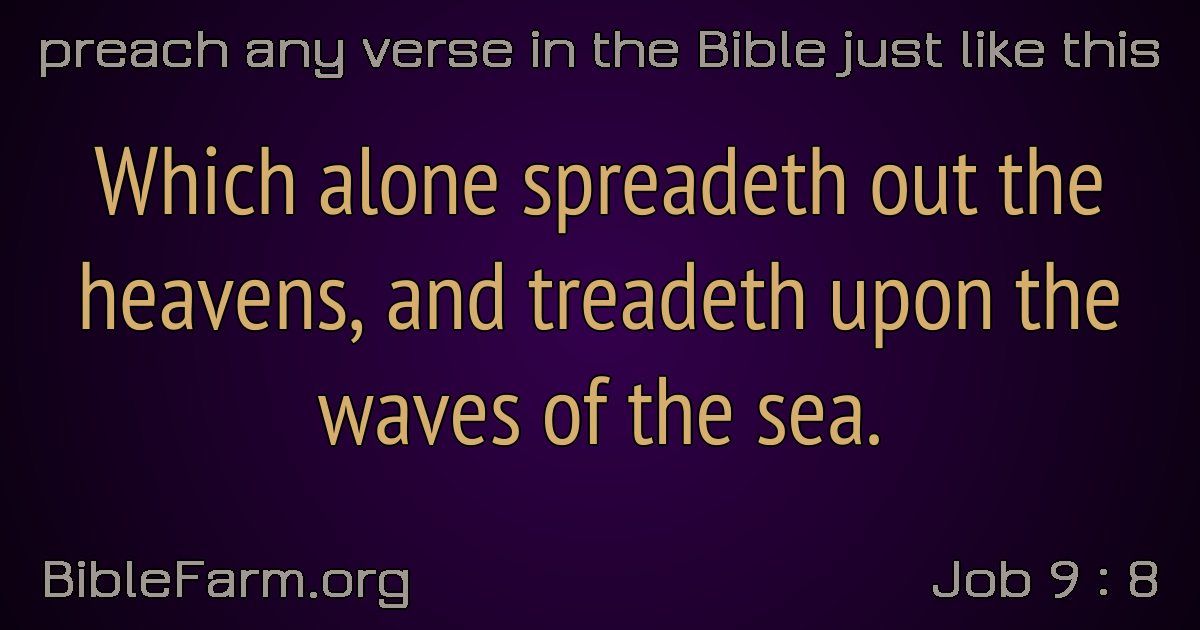 preach any verse in the Bible just like this
Which alone spreadeth out the
heavens, and treadeth upon the
waves of the sea.
BibleFarm.org
Job 9 : 8